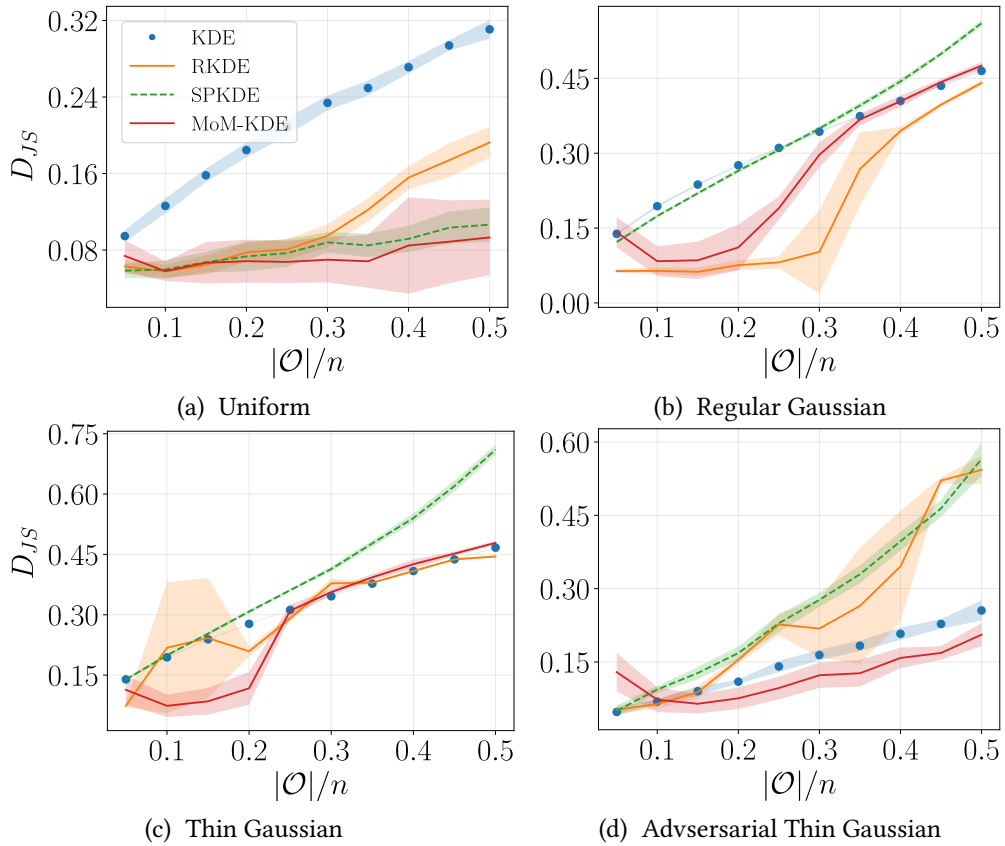 0.32
0.24
0.16
0.08
D_JS
KDE
RKDE
SPKDE
MoM-KDE
0.1 0.2 0.3 0.4 0.5
|𝒪|/n
(a) Uniform
0.45
0.30
0.15
0.00
0.1 0.2 0.3 0.4 0.5
|𝒪|/n
(b) Regular Gaussian
0.75
0.60
0.45
0.30
0.15
D_JS
0.1 0.2 0.3 0.4 0.5
|𝒪|/n
(c) Thin Gaussian
0.60
0.45
0.30
0.15
0.1 0.2 0.3 0.4 0.5
|𝒪|/n
(d) Advsersarial Thin Gaussian